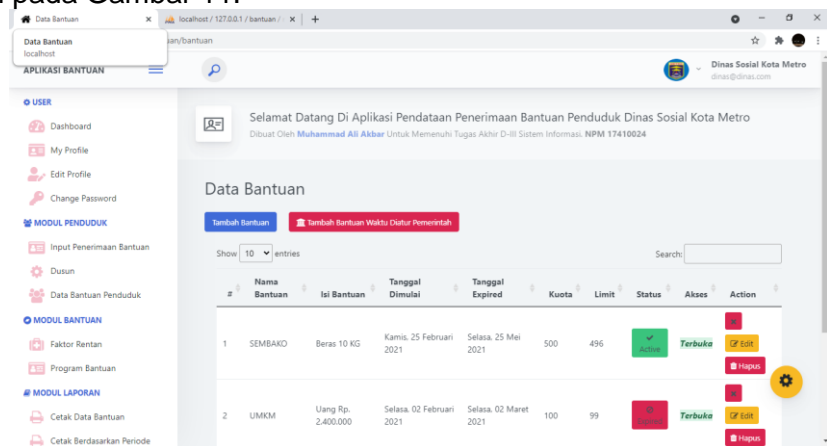 pada Gambar 11.
Data Bantuan
localhost / 127.0.0.1 / bantuan /
Data Bantuan
localhost
an/bantuan
APLIKASI BANTUAN
Dinas Sosial Kota Metro
dinas@dinas.com
USER
Dashboard
My Profile
Edit Profile
Change Password
MODUL PENDUDUK
Input Penerimaan Bantuan
Dusun
Data Bantuan Penduduk
MODUL BANTUAN
Faktor Rentan
Program Bantuan
MODUL LAPORAN
Cetak Data Bantuan
Cetak Berdasarkan Periode
Selamat Datang Di Aplikasi Pendataan Penerimaan Bantuan Penduduk Dinas Sosial Kota Metro
Dibuat Oleh Muhammad Ali Akbar Untuk Memenuhi Tugas Akhir D-III Sistem Informasi. NPM 17410024
Data Bantuan
Tambah Bantuan
Tambah Bantuan Waktu Diatur Pemerintah
Show 10 entries
Search:
# Nama Bantuan Isi Bantuan Tanggal Dimulai Tanggal Expired Kuota Limit Status Akses Action
1 SEMBAKO Beras 10 KG Kamis, 25 Februari 2021 Selasa, 25 Mei 2021 500 496 Active Terbuka Edit Hapus
2 UMKM Uang Rp. 2.400.000 Selasa, 02 Februari 2021 Selasa, 02 Maret 2021 100 99 Expired Terbuka Edit Hapus